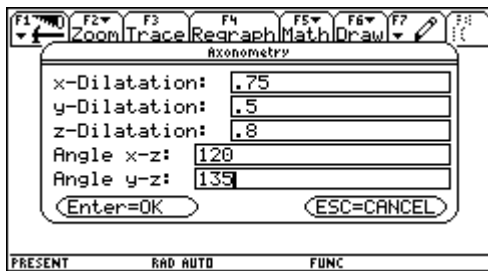 F1 F2 F3 F4 F5 F6 F7
Zoom Trace Regraph Math Draw
Axonometry
x-Dilatation: .75
y-Dilatation: .5
z-Dilatation: .8
Angle x-z: 120
Angle y-z: 135
Enter=OK ESC=CANCEL
PRESENT RAD AUTO FUNC